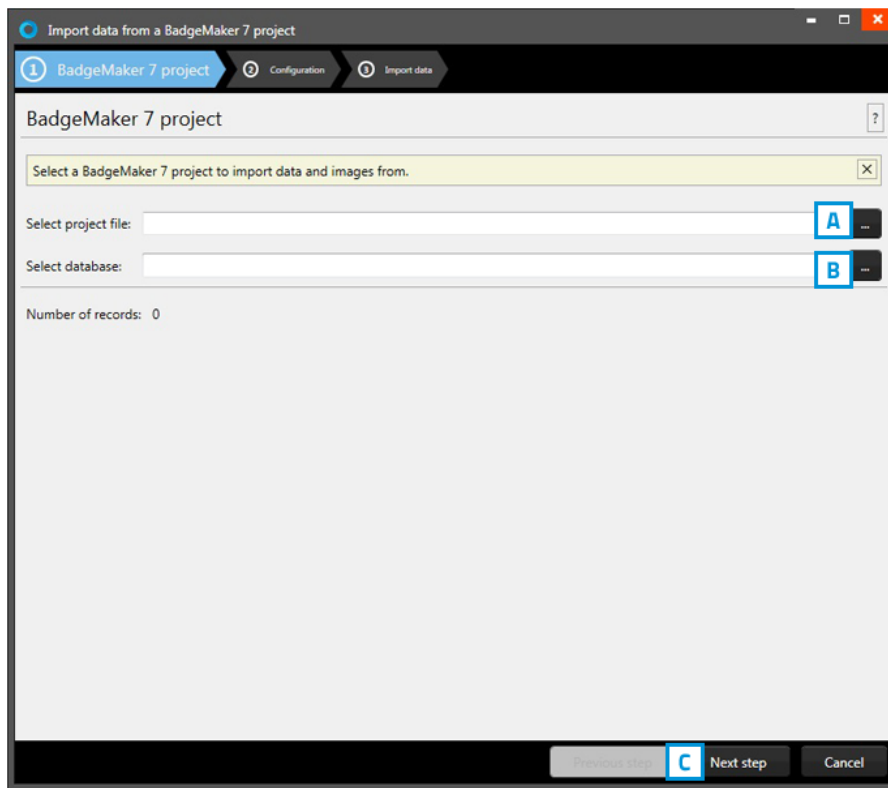 Import data from a BadgeMaker 7 project
1 BadgeMaker 7 project 2 Configuration 3 Import data
BadgeMaker 7 project ?
Select a BadgeMaker 7 project to import data and images from.
Select project file: A ...
Select database: B ...
Number of records: 0
Previous step C Next step Cancel